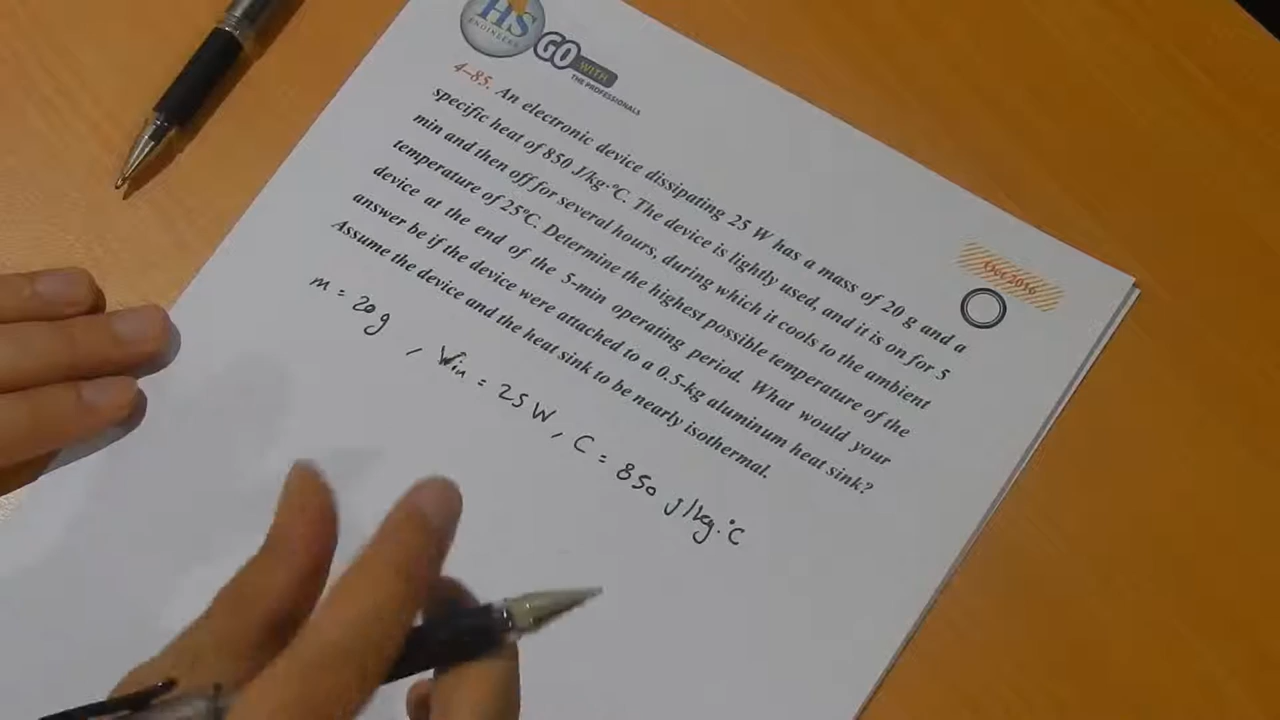 HS
ENGINEERS
GO WITH
THE PROFESSIONALS
4–85. An electronic device dissipating 25 W has a mass of 20 g and a
specific heat of 850 J/kg·°C. The device is lightly used, and it is on for 5
min and then off for several hours, during which it cools to the ambient
temperature of 25°C. Determine the highest possible temperature of the
device at the end of the 5-min operating period. What would your
answer be if the device were attached to a 0.5-kg aluminum heat sink?
Assume the device and the heat sink to be nearly isothermal.
Oct 2016
m = 20g , Win = 25 W , C = 850 J/kg.°C